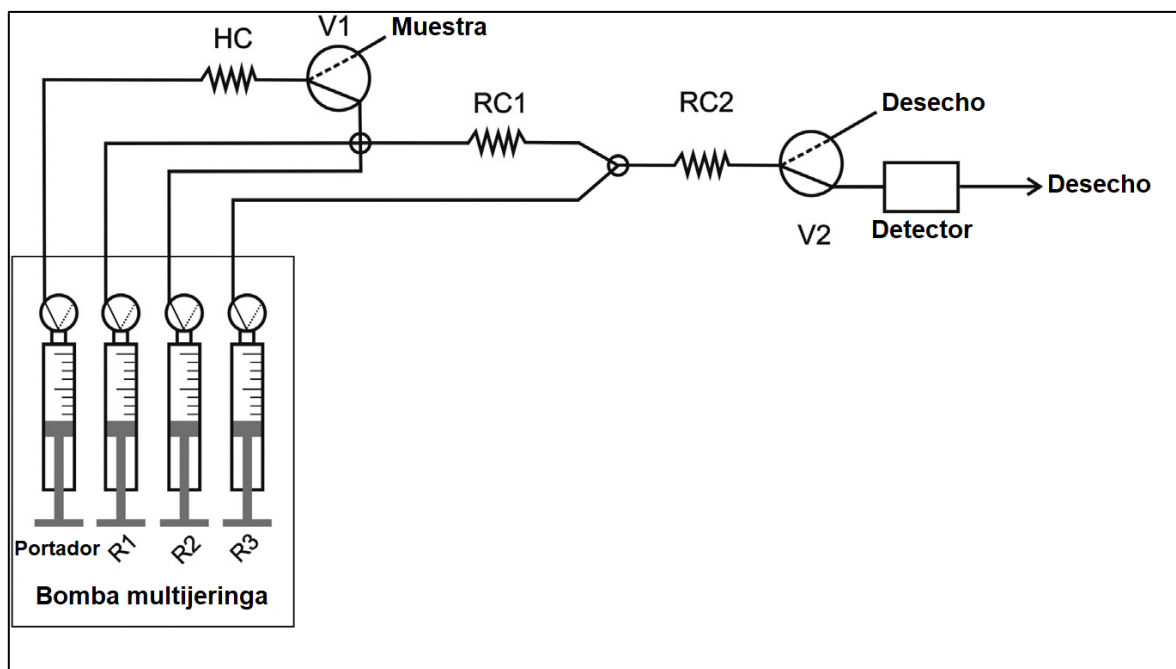 HC
V1
Muestra
RC1
RC2
Desecho
Desecho
V2
Detector
Portador
R1
R2
R3
Bomba multijeringa